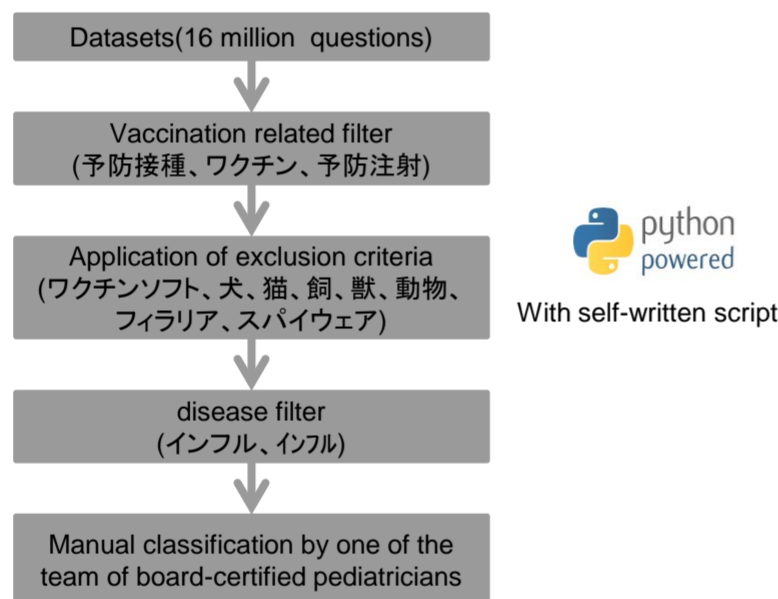 Datasets(16 million  questions)
Vaccination related filter
(予防接種、ワクチン、予防注射)
Application of exclusion criteria
(ワクチンソフト、犬、猫、飼、獣、動物、
フィラリア、スパイウェア)
disease filter
(インフル、ｲﾝﾌﾙ)
Manual classification by one of the
team of board-certified pediatricians
python
powered
With self-written script